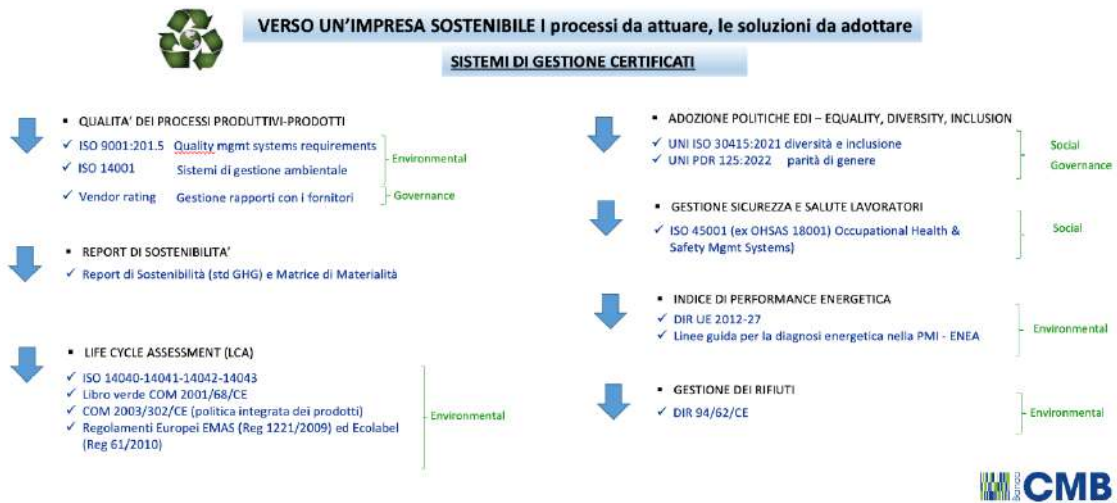 VERSO UN'IMPRESA SOSTENIBILE I processi da attuare, le soluzioni da adottare
SISTEMI DI GESTIONE CERTIFICATI
▪ QUALITA' DEI PROCESSI PRODUTTIVI-PRODOTTI
✓ ISO 9001:201.5 Quality mgmt systems requirements
✓ ISO 14001 Sistemi di gestione ambientale
Environmental
✓ Vendor rating Gestione rapporti con i fornitori
Governance
▪ REPORT DI SOSTENIBILITA'
✓ Report di Sostenibilità (std GHG) e Matrice di Materialità
▪ LIFE CYCLE ASSESSMENT (LCA)
✓ ISO 14040-14041-14042-14043
✓ Libro verde COM 2001/68/CE
✓ COM 2003/302/CE (politica integrata dei prodotti)
✓ Regolamenti Europei EMAS (Reg 1221/2009) ed Ecolabel
(Reg 61/2010)
Environmental
▪ ADOZIONE POLITICHE EDI – EQUALITY, DIVERSITY, INCLUSION
✓ UNI ISO 30415:2021 diversità e inclusione
✓ UNI PDR 125:2022 parità di genere
Social
Governance
▪ GESTIONE SICUREZZA E SALUTE LAVORATORI
✓ ISO 45001 (ex OHSAS 18001) Occupational Health &
Safety Mgmt Systems)
Social
▪ INDICE DI PERFORMANCE ENERGETICA
✓ DIR UE 2012-27
✓ Linee guida per la diagnosi energetica nella PMI - ENEA
Environmental
▪ GESTIONE DEI RIFIUTI
✓ DIR 94/62/CE
Environmental
Banca CMB